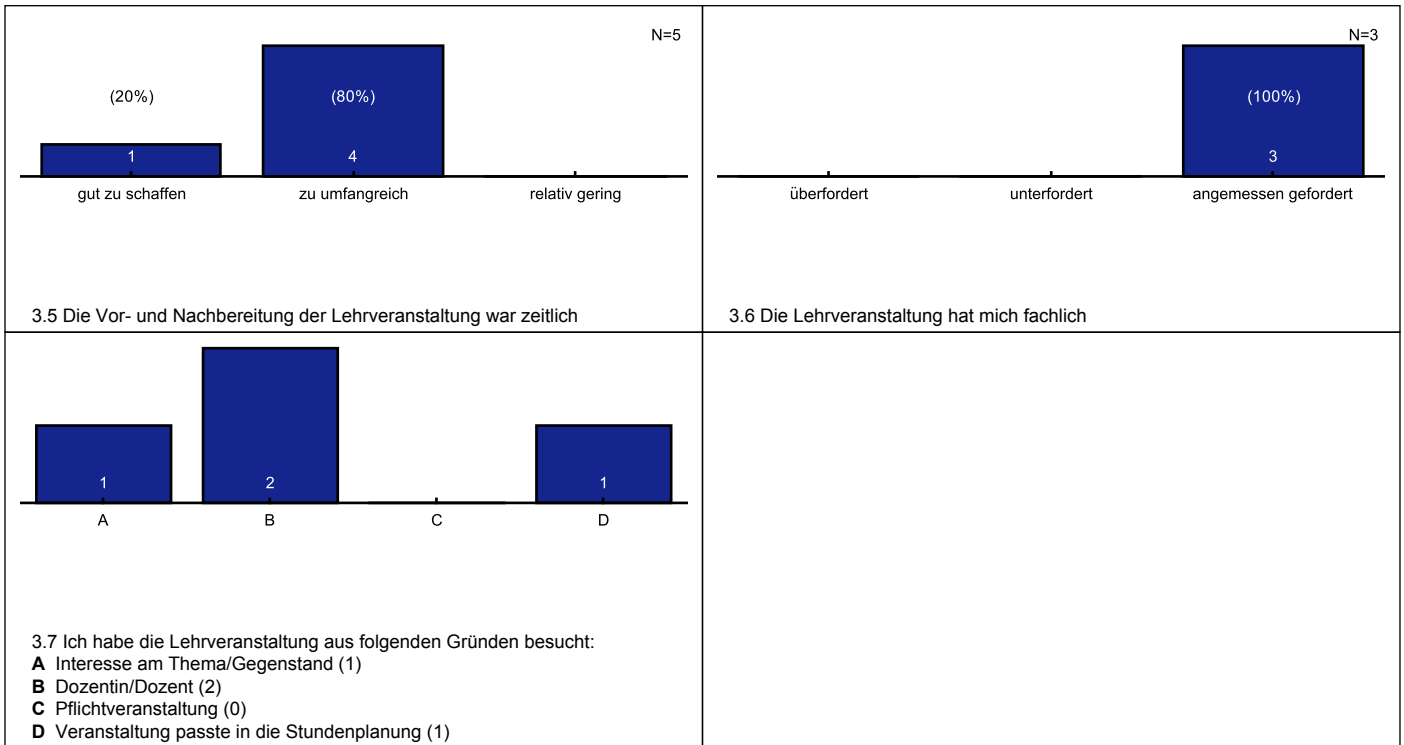 N=5
(20%)
(80%)
1
4
gut zu schaffen
zu umfangreich
relativ gering
3.5 Die Vor- und Nachbereitung der Lehrveranstaltung war zeitlich
N=3
(100%)
3
überfordert
unterfordert
angemessen gefordert
3.6 Die Lehrveranstaltung hat mich fachlich
1
2
1
A
B
C
D
3.7 Ich habe die Lehrveranstaltung aus folgenden Gründen besucht:
A Interesse am Thema/Gegenstand (1)
B Dozentin/Dozent (2)
C Pflichtveranstaltung (0)
D Veranstaltung passte in die Stundenplanung (1)